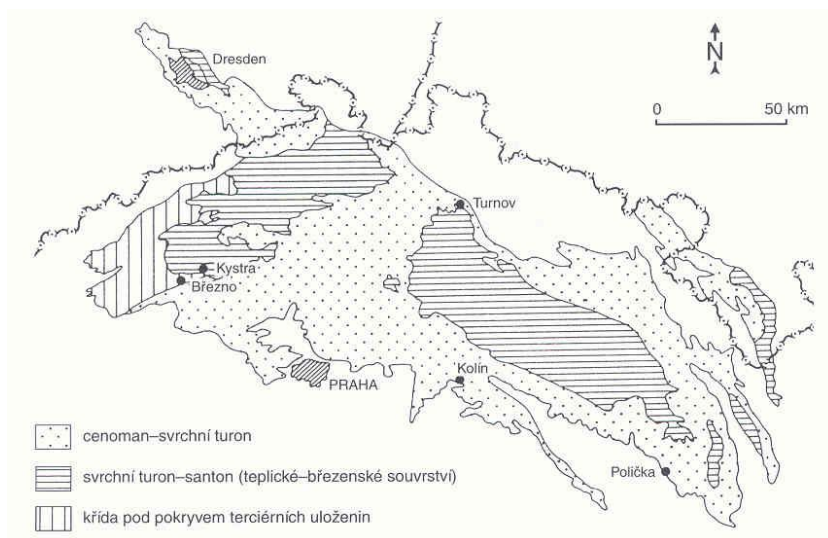 Dresden
N
0 50 km
Turnov
Kystra
Březno
Kolín
PRAHA
cenoman–svrchní turon
svrchní turon–santon (teplické–březenské souvrství)
Polička
křída pod pokryvem terciérních uloženin